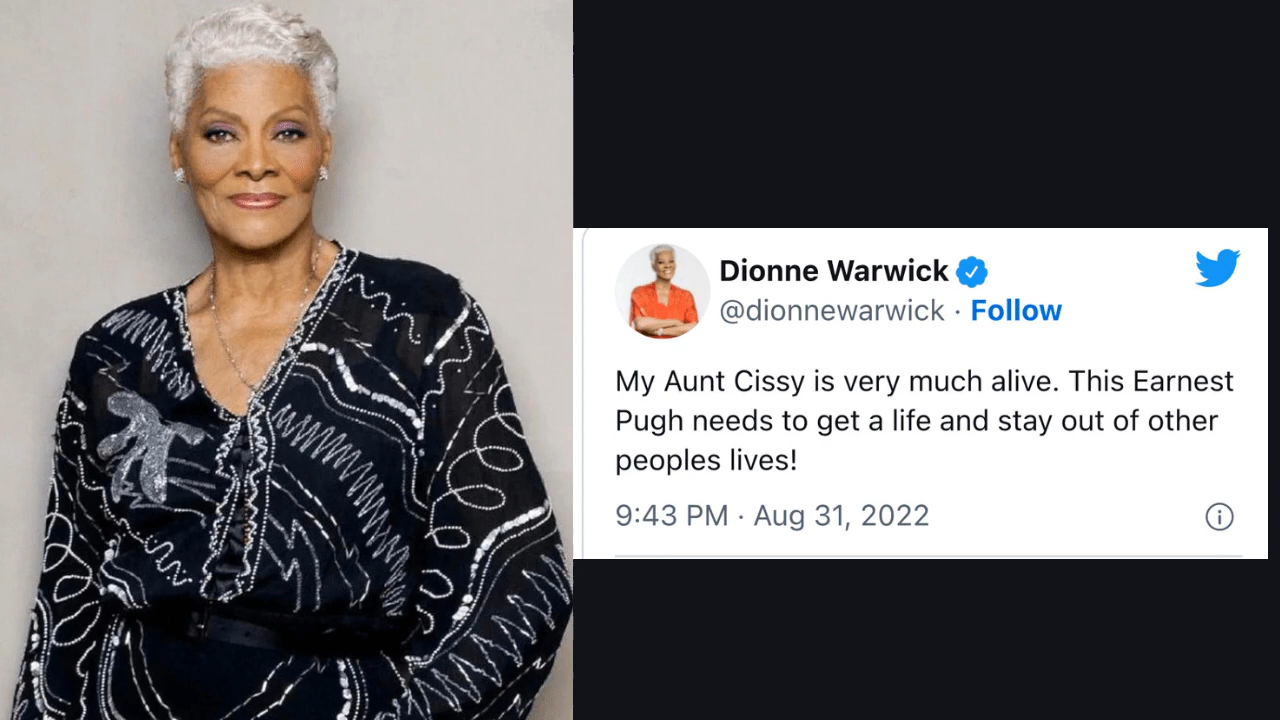 Dionne Warwick
@dionnewarwick · Follow
My Aunt Cissy is very much alive. This Earnest
Pugh needs to get a life and stay out of other
peoples lives!
9:43 PM · Aug 31, 2022